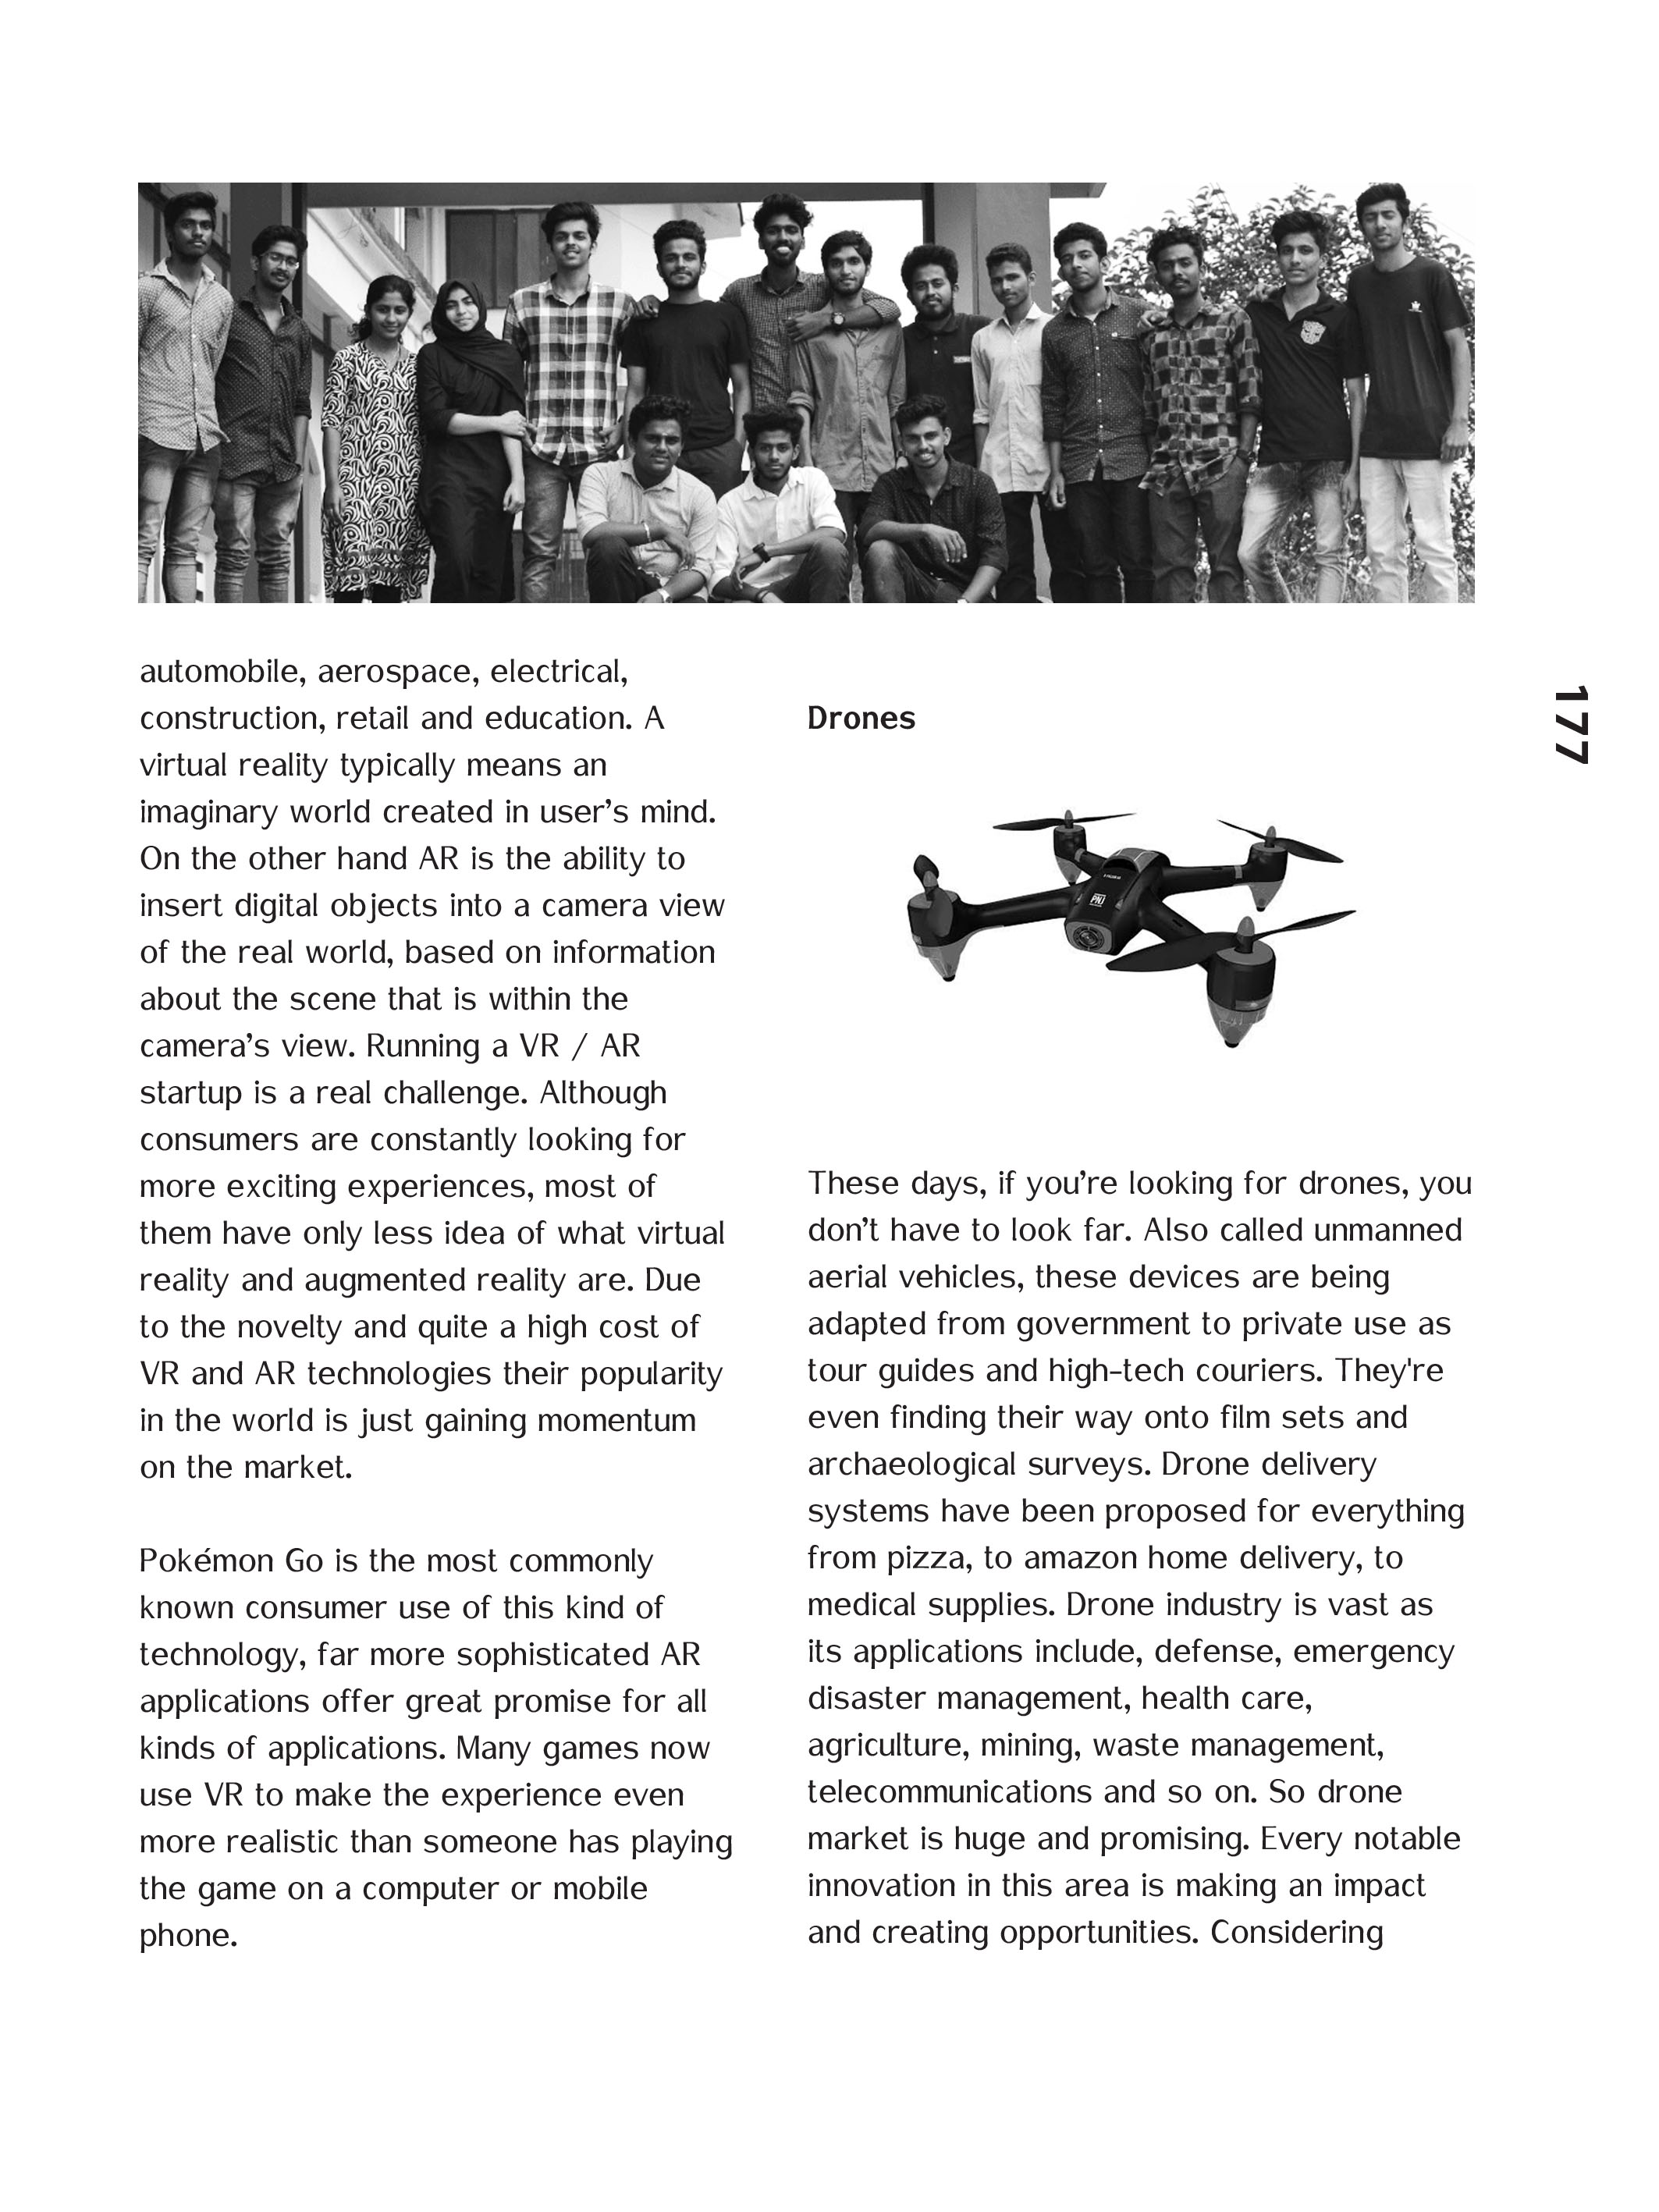 automobile, aerospace, electrical,
construction, retail and education. A
virtual reality typically means an
imaginary world created in user’s mind.
On the other hand AR is the ability to
insert digital objects into a camera view
of the real world, based on information
about the scene that is within the
camera’s view. Running a VR / AR
startup is a real challenge. Although
consumers are constantly looking for
more exciting experiences, most of
them have only less idea of what virtual
reality and augmented reality are. Due
to the novelty and quite a high cost of
VR and AR technologies their popularity
in the world is just gaining momentum
on the market.
Pokémon Go is the most commonly
known consumer use of this kind of
technology, far more sophisticated AR
applications offer great promise for all
kinds of applications. Many games now
use VR to make the experience even
more realistic than someone has playing
the game on a computer or mobile
phone.
Drones
PNJ
These days, if you’re looking for drones, you
don’t have to look far. Also called unmanned
aerial vehicles, these devices are being
adapted from government to private use as
tour guides and high-tech couriers. They're
even finding their way onto film sets and
archaeological surveys. Drone delivery
systems have been proposed for everything
from pizza, to amazon home delivery, to
medical supplies. Drone industry is vast as
its applications include, defense, emergency
disaster management, health care,
agriculture, mining, waste management,
telecommunications and so on. So drone
market is huge and promising. Every notable
innovation in this area is making an impact
and creating opportunities. Considering
177